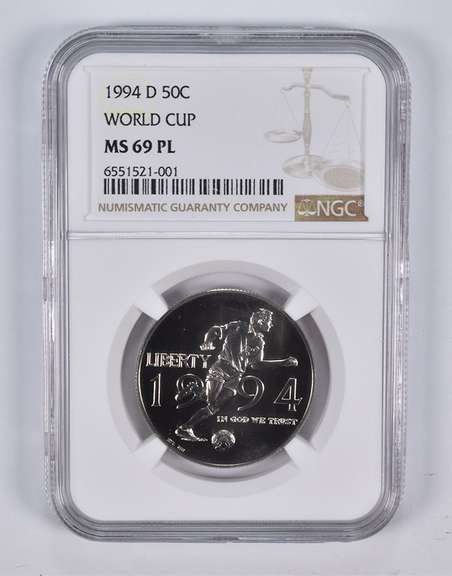 1994 D 50C
WORLD CUP
MS 69 PL
6551521-001
NUMISMATIC GUARANTY COMPANY
NGC®
LIBERTY
1994
IN GOD WE TRUST